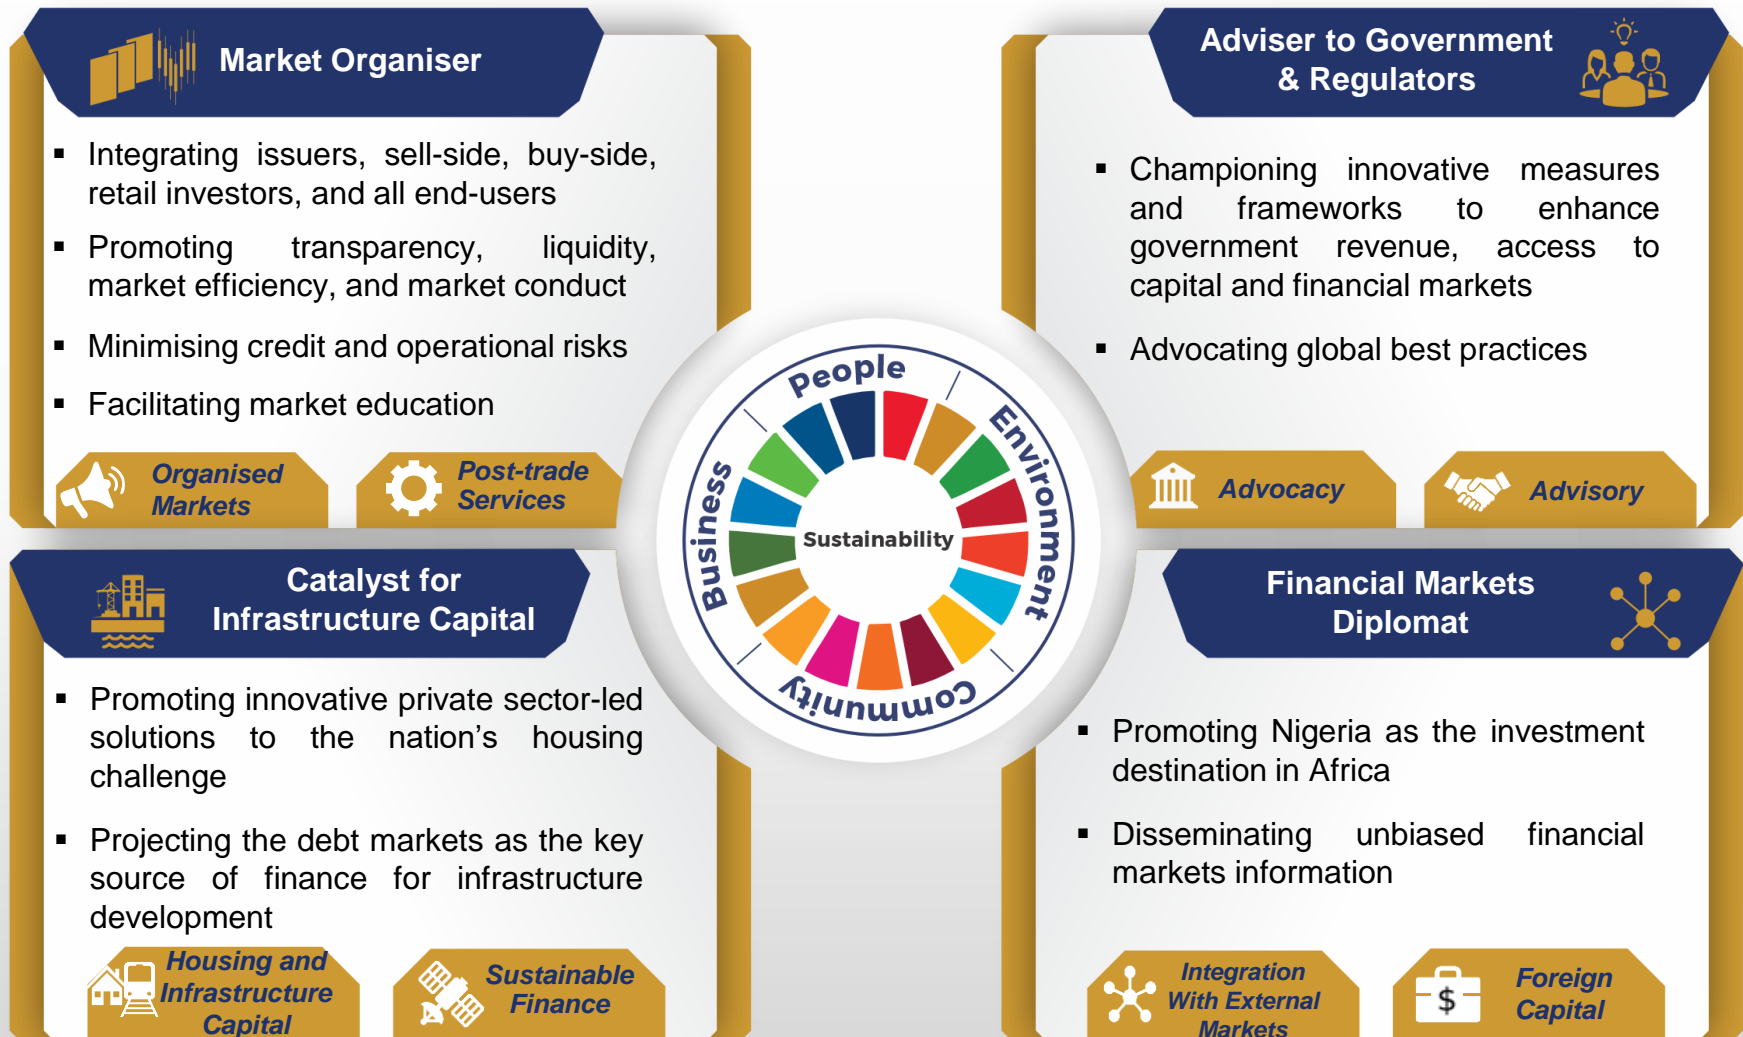 Market Organiser
Integrating issuers, sell-side, buy-side,
retail investors, and all end-users
Promoting transparency, liquidity,
market efficiency, and market conduct
Minimising credit and operational risks
Facilitating market education
Organised
Markets
Post-trade
Services
Adviser to Government
& Regulators
Championing innovative measures
and frameworks to enhance
government revenue, access to
capital and financial markets
Advocating global best practices
Advocacy
Advisory
People
Environment
Community
Business
Sustainability
Catalyst for
Infrastructure Capital
Promoting innovative private sector-led
solutions to the nation’s housing
challenge
Projecting the debt markets as the key
source of finance for infrastructure
development
Housing and
Infrastructure
Capital
Sustainable
Finance
Financial Markets
Diplomat
Promoting Nigeria as the investment
destination in Africa
Disseminating unbiased financial
markets information
Integration
With External
Markets
$
Foreign
Capital